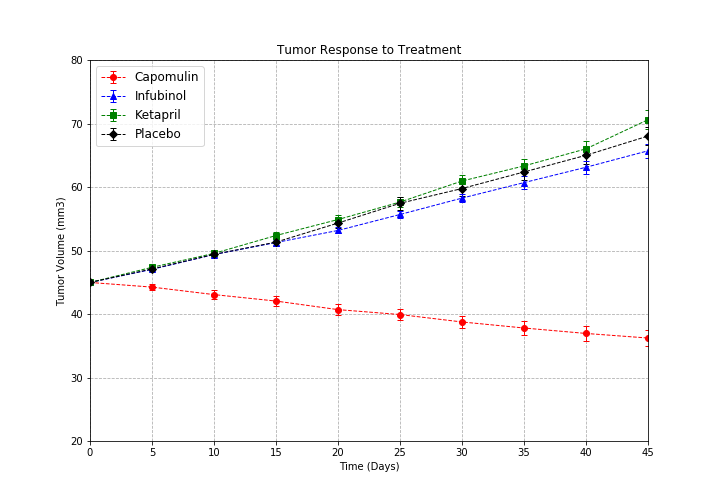 Tumor Response to Treatment
Capomulin
Infubinol
Ketapril
Placebo
Tumor Volume (mm3)
80
70
60
50
40
30
20
0 5 10 15 20 25 30 35 40 45
Time (Days)